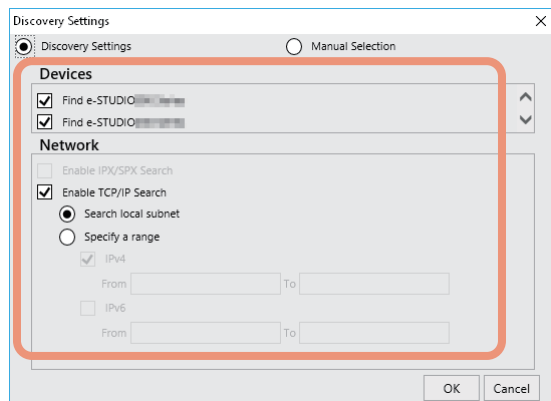 Discovery Settings
Discovery Settings Manual Selection
Devices
Find e-STUDIO
Find e-STUDIO
Network
Enable IPX/SPX Search
Enable TCP/IP Search
Search local subnet
Specify a range
IPv4
From To
IPv6
From To
OK Cancel